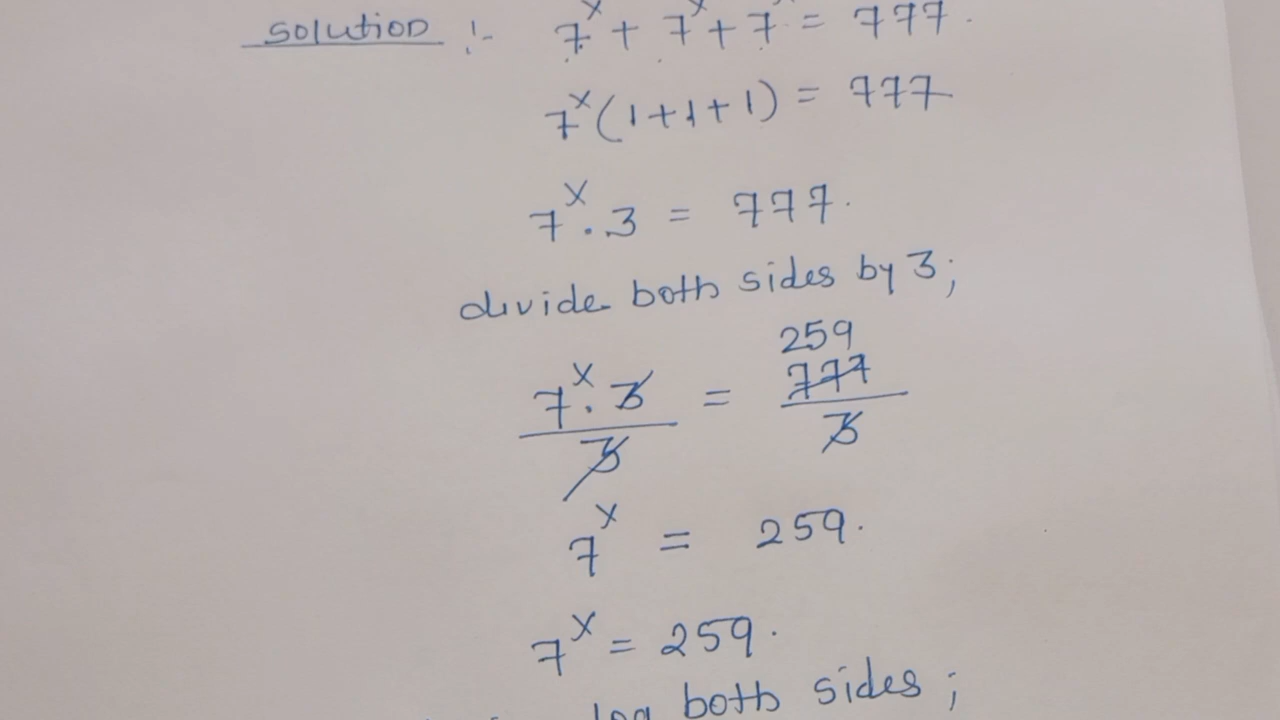 solution :- 7^x + 7^x + 7^x = 777.
7^x (1+1+1) = 777
7^x . 3 = 777.
divide both sides by 3;
259
7^x . 3 = 777
3 3
7^x = 259.
7^x = 259.
log both sides;